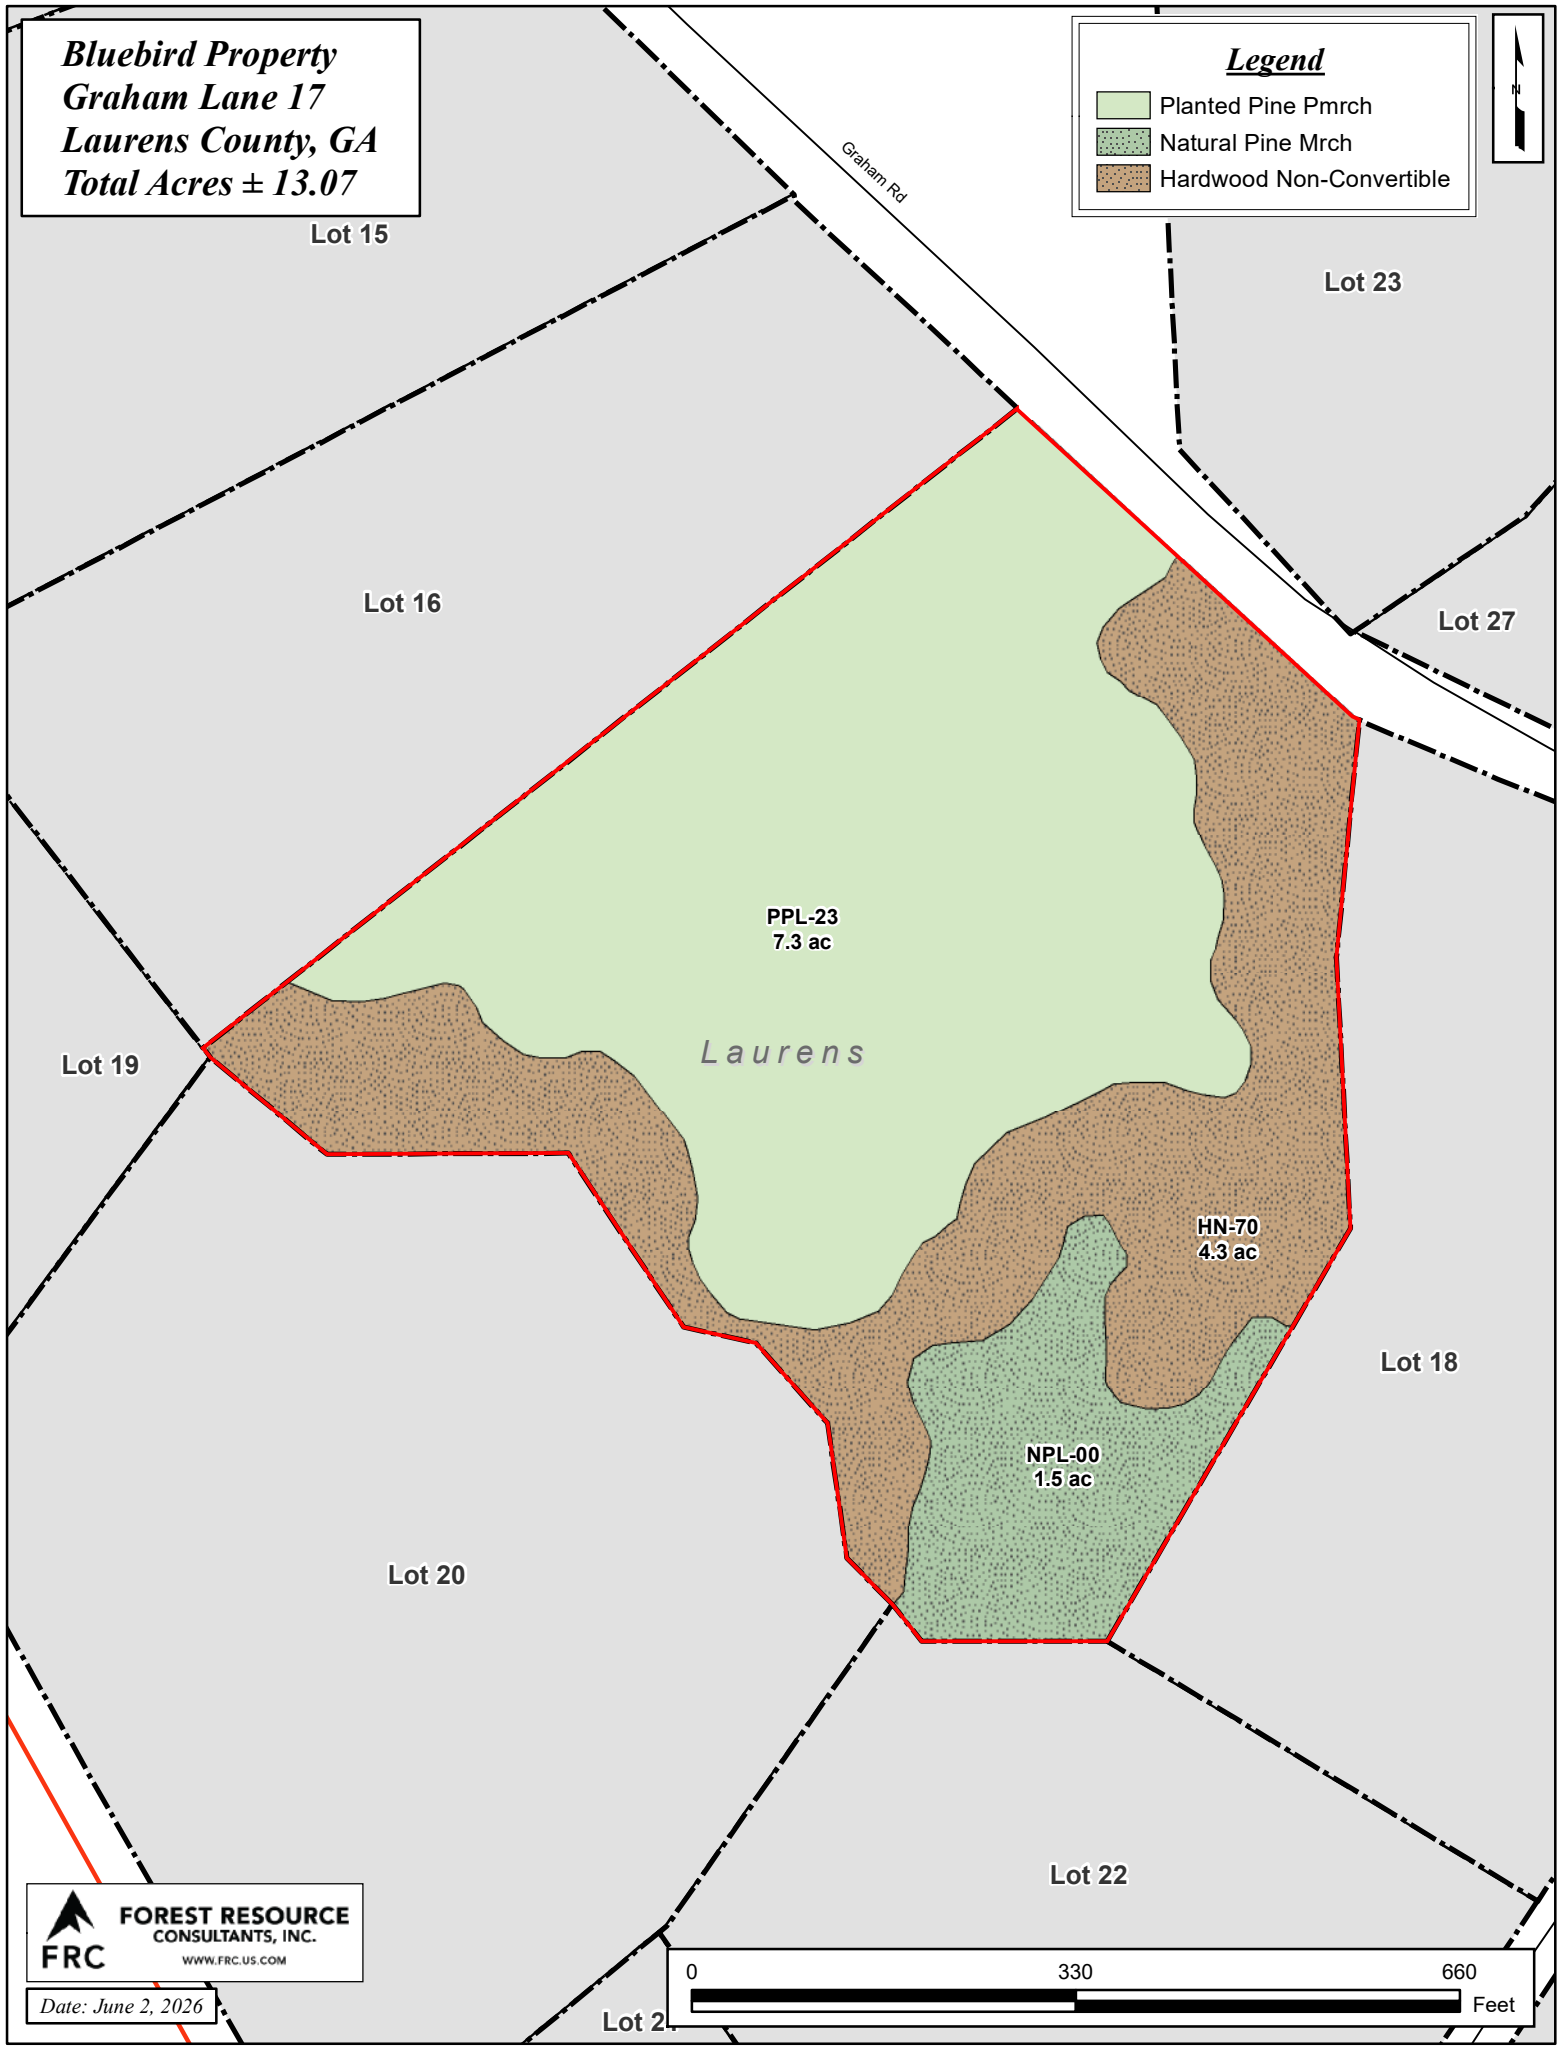 Bluebird Property
Graham Lane 17
Laurens County, GA
Total Acres ± 13.07
Legend
Planted Pine Pmrch
Natural Pine Mrch
Hardwood Non-Convertible
N
Graham Rd
Lot 15
Lot 23
Lot 16
Lot 27
PPL-23
7.3 ac
Laurens
Lot 19
HN-70
4.3 ac
Lot 18
NPL-00
1.5 ac
Lot 20
Lot 22
FRC
FOREST RESOURCE
CONSULTANTS, INC.
WWW.FRC.US.COM
Date: June 2, 2026
Lot 24
0 330 660
Feet